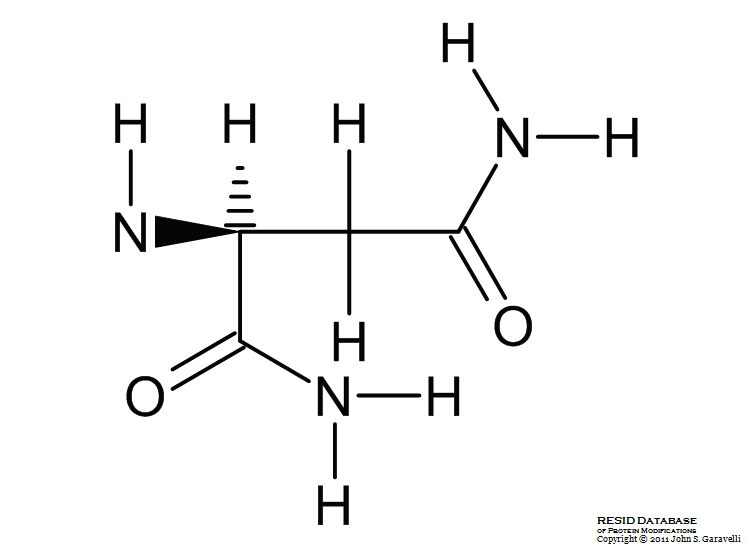 H
H H H
N H
N
O
H
O N H
H
RESID DATABASE
OF PROTEIN MODIFICATIONS
Copyright © 2011 John S. Garavelli